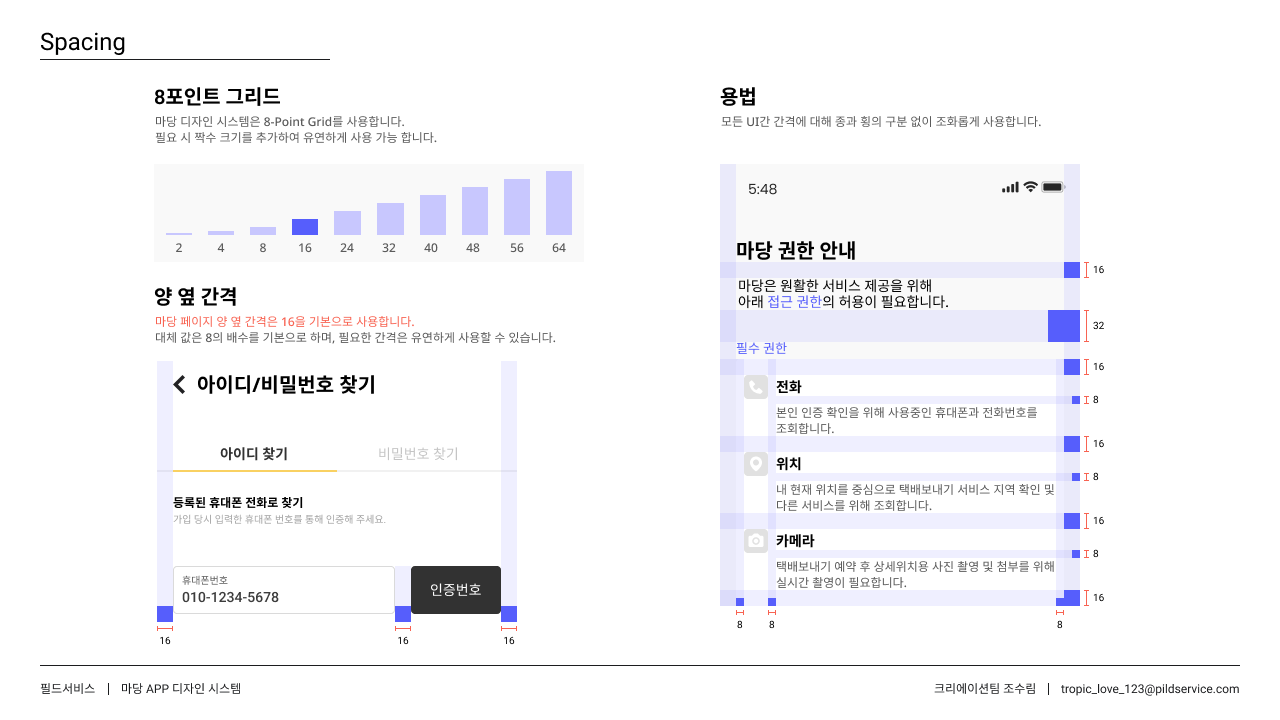 Spacing
8포인트 그리드
마당 디자인 시스템은 8-Point Grid를 사용합니다.
필요 시 짝수 크기를 추가하여 유연하게 사용 가능 합니다.
2 4 8 16 24 32 40 48 56 64
양 옆 간격
마당 페이지 양 옆 간격은 16을 기본으로 사용합니다.
대체 값은 8의 배수를 기본으로 하며, 필요한 간격은 유연하게 사용할 수 있습니다.
아이디/비밀번호 찾기
아이디 찾기 비밀번호 찾기
등록된 휴대폰 전화로 찾기
가입 당시 입력한 휴대폰 번호를 통해 인증해 주세요.
휴대폰번호
010-1234-5678
인증번호
16 16 16
용법
모든 UI간 간격에 대해 종과 횡의 구분 없이 조화롭게 사용합니다.
5:48
마당 권한 안내
16
마당은 원활한 서비스 제공을 위해
아래 접근 권한의 허용이 필요합니다.
32
필수 권한
16
전화
8
본인 인증 확인을 위해 사용중인 휴대폰과 전화번호를
조회합니다.
16
위치
8
내 현재 위치를 중심으로 택배보내기 서비스 지역 확인 및
다른 서비스를 위해 조회합니다.
16
카메라
8
택배보내기 예약 후 상세위치용 사진 촬영 및 첨부를 위해
실시간 촬영이 필요합니다.
16
8 8 8
필드서비스 | 마당 APP 디자인 시스템
크리에이션팀 조수림 | tropic_love_123@pildservice.com